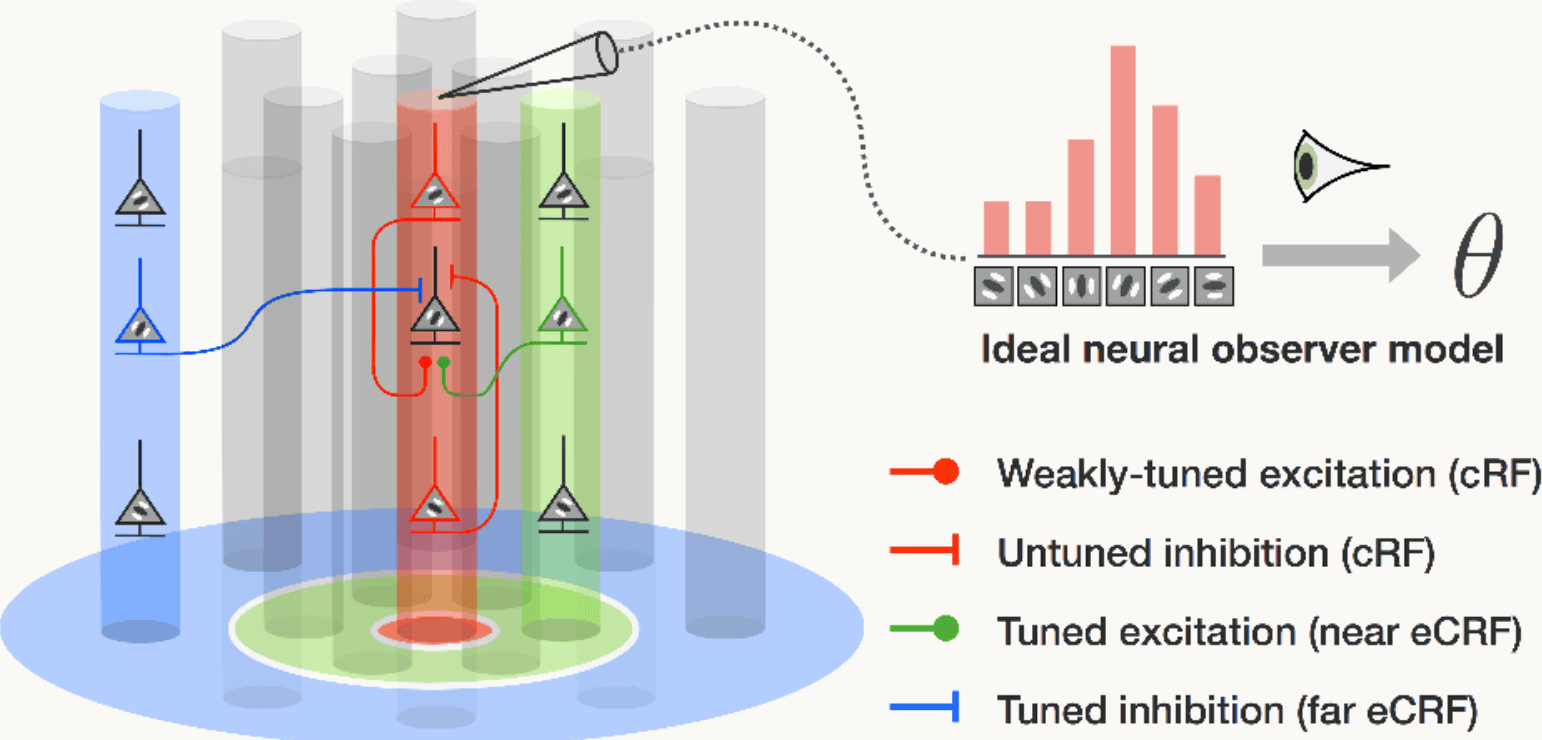 θ
Ideal neural observer model
Weakly-tuned excitation (cRF)
Untuned inhibition (cRF)
Tuned excitation (near eCRF)
Tuned inhibition (far eCRF)